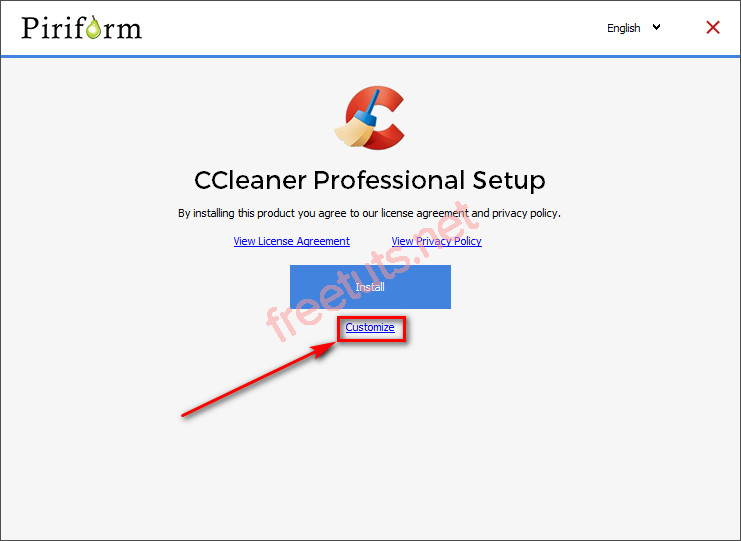 Piriform
English
CCleaner Professional Setup
By installing this product you agree to our license agreement and privacy policy.
View License Agreement View Privacy Policy
Install
Customize
freetuts.net